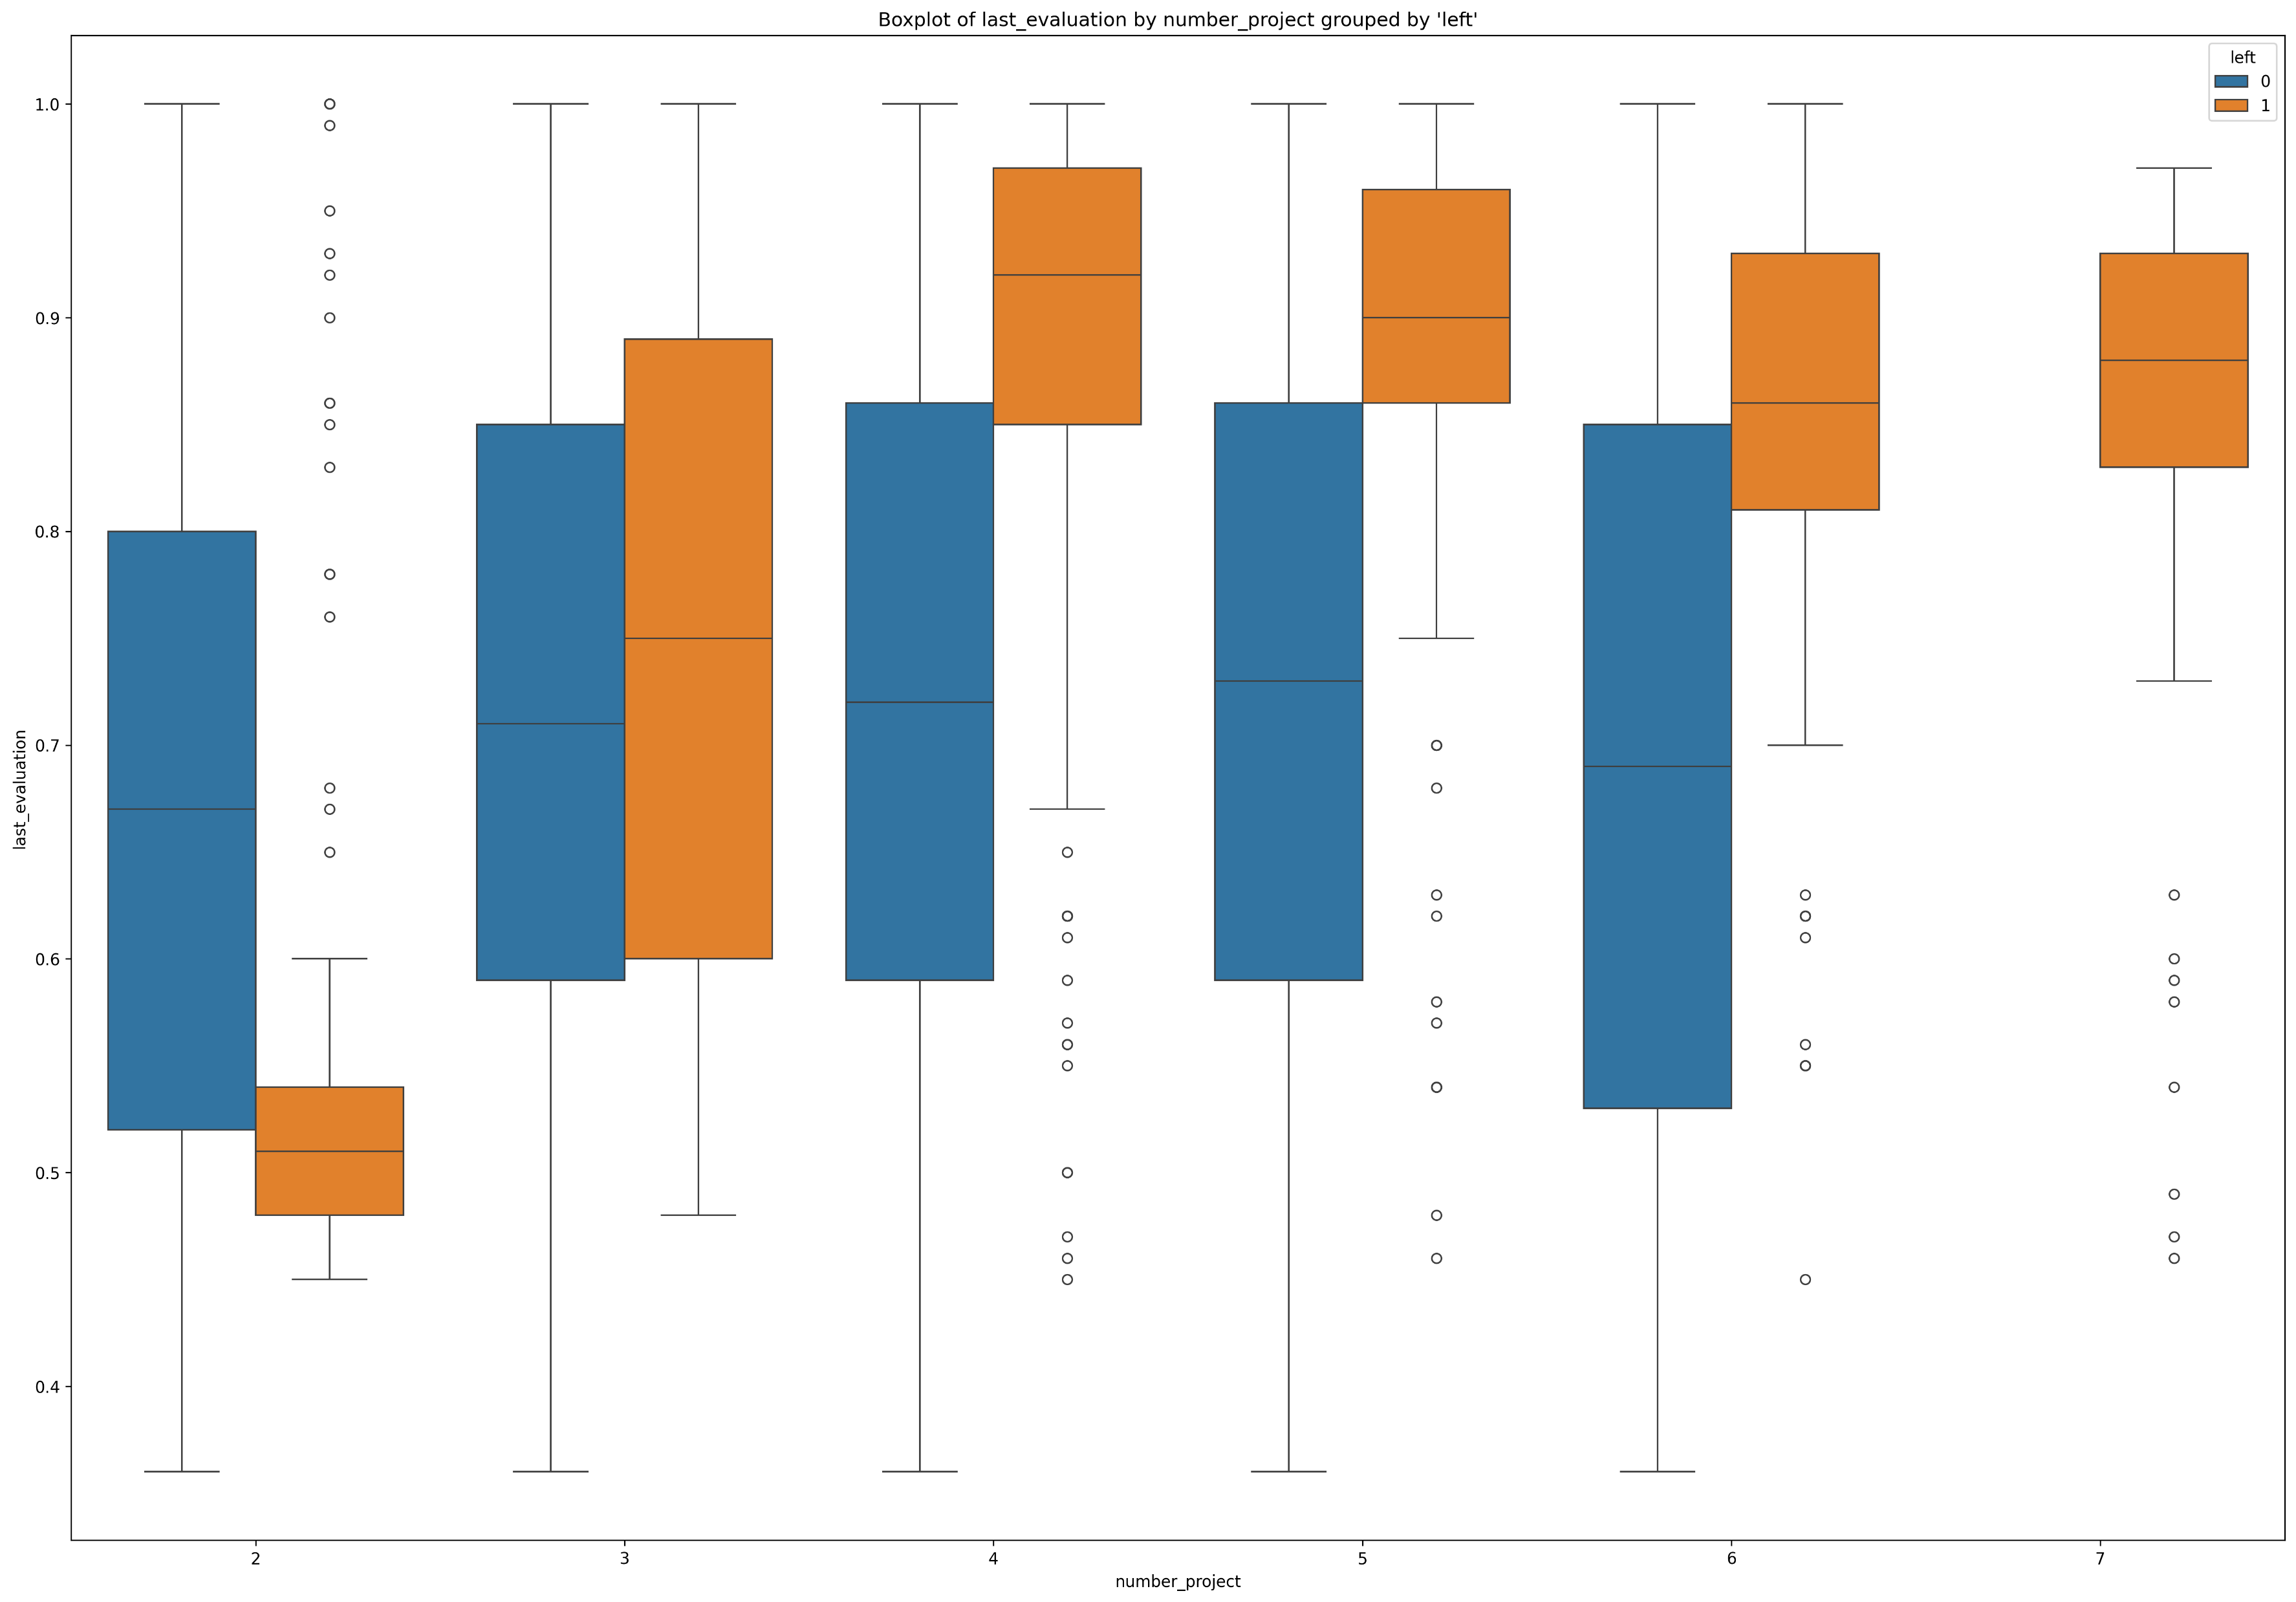 Boxplot of last_evaluation by number_project grouped by 'left'
left
0
1
1.0
0.9
0.8
0.7
0.6
0.5
0.4
last_evaluation
2 3 4 5 6 7
number_project